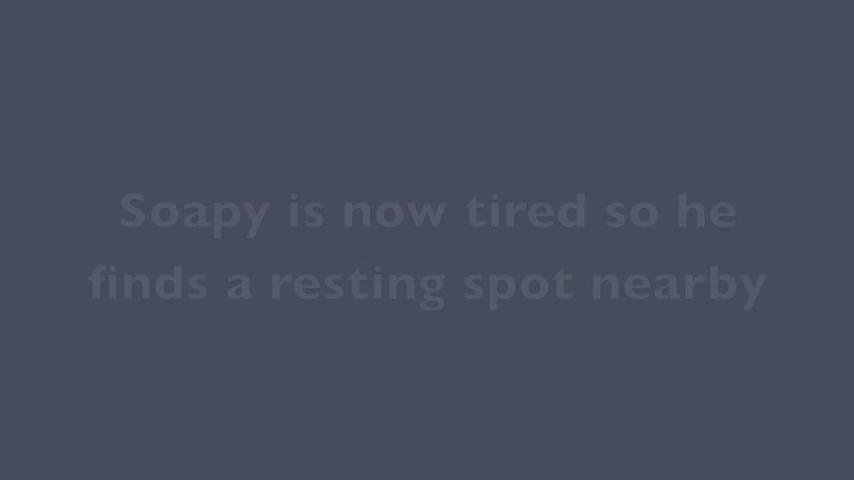 Soapy is now tired so he
finds a resting spot nearby